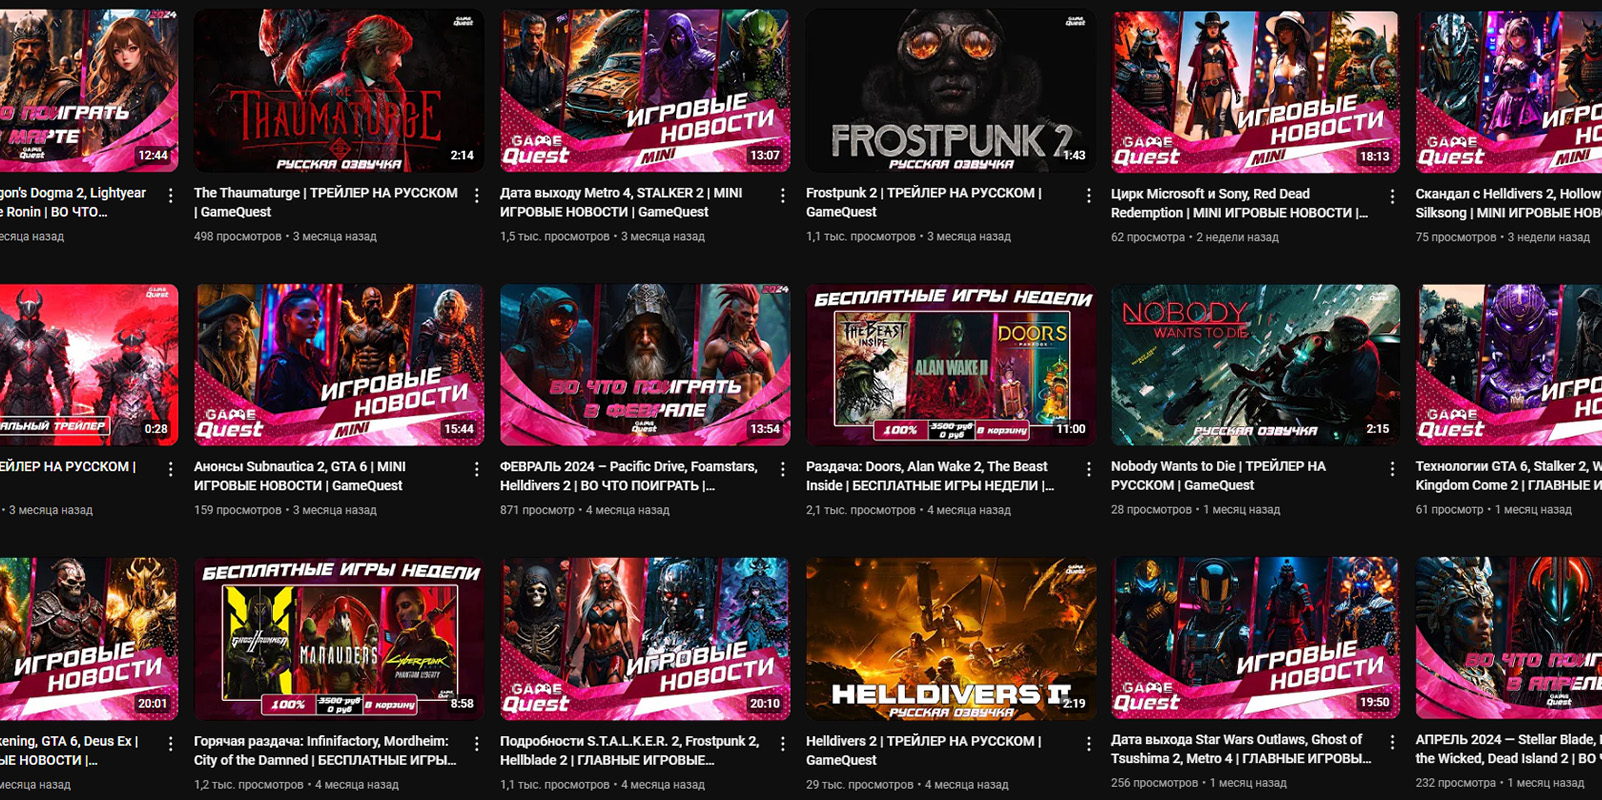 2024
О ПОИГРАТЬ
МАРТЕ
GAME
Quest
12:44
gon's Dogma 2, Lightyear
e Ronin | ВО ЧТО...
есяца назад
GAME
Quest
THE
THAUMATURGE
РУССКАЯ ОЗВУЧКА
2:14
The Thaumaturge | ТРЕЙЛЕР НА РУССКОМ
| GameQuest
498 просмотров • 3 месяца назад
ИГРОВЫЕ
НОВОСТИ
GAME
Quest
MINI
13:07
Дата выходу Metro 4, STALKER 2 | MINI
ИГРОВЫЕ НОВОСТИ | GameQuest
1,5 тыс. просмотров • 3 месяца назад
GAME
Quest
FROSTPUNK 2
РУССКАЯ ОЗВУЧКА
1:43
Frostpunk 2 | ТРЕЙЛЕР НА РУССКОМ |
GameQuest
1,1 тыс. просмотров • 3 месяца назад
ИГРОВЫЕ
НОВОСТИ
GAME
Quest
MINI
18:13
Цирк Microsoft и Sony, Red Dead
Redemption | MINI ИГРОВЫЕ НОВОСТИ |...
62 просмотра • 2 недели назад
ИГРО
НО
GAME
Quest
MINI
Скандал с Helldivers 2, Hollow
Silksong | MINI ИГРОВЫЕ НОВ
75 просмотров • 3 недели назад
GAME
Quest
АЛЬНЫЙ ТРЕЙЛЕР
0:28
ЕЙЛЕР НА РУССКОМ |
• 3 месяца назад
ИГРОВЫЕ
НОВОСТИ
GAME
Quest
MINI
15:44
Анонсы Subnautica 2, GTA 6 | MINI
ИГРОВЫЕ НОВОСТИ | GameQuest
159 просмотров • 3 месяца назад
2024
ВО ЧТО ПОИГРАТЬ
В ФЕВРАЛЕ
GAME
Quest
13:54
ФЕВРАЛЬ 2024 – Pacific Drive, Foamstars,
Helldivers 2 | ВО ЧТО ПОИГРАТЬ |...
871 просмотр • 4 месяца назад
БЕСПЛАТНЫЕ ИГРЫ НЕДЕЛИ
THE BEAST
INSIDE
ALAN WAKE II
DOORS
PARADOX
100%
3500 руб
0 руб
В корзину
11:00
Раздача: Doors, Alan Wake 2, The Beast
Inside | БЕСПЛАТНЫЕ ИГРЫ НЕДЕЛИ |...
2,1 тыс. просмотров • 4 месяца назад
NOBODY
WANTS TO DIE
РУССКАЯ ОЗВУЧКА
2:15
Nobody Wants to Die | ТРЕЙЛЕР НА
РУССКОМ | GameQuest
28 просмотров • 1 месяц назад
ИГРО
НО
GAME
Quest
Технологии GTA 6, Stalker 2, W
Kingdom Come 2 | ГЛАВНЫЕ И
61 просмотр • 1 месяц назад
ИГРОВЫЕ
НОВОСТИ
20:01
kening, GTA 6, Deus Ex |
ЫЕ НОВОСТИ |...
месяца назад
БЕСПЛАТНЫЕ ИГРЫ НЕДЕЛИ
GHOSTRUNNER
MARAUDERS
Cyberpunk
PHANTOM LIBERTY
100%
3500 руб
0 руб
В корзину
8:58
Горячая раздача: Infinifactory, Mordheim:
City of the Damned | БЕСПЛАТНЫЕ ИГРЫ...
1,2 тыс. просмотров • 4 месяца назад
ИГРОВЫЕ
НОВОСТИ
GAME
Quest
20:10
Подробности S.T.A.L.K.E.R. 2, Frostpunk 2,
Hellblade 2 | ГЛАВНЫЕ ИГРОВЫЕ...
1,1 тыс. просмотров • 4 месяца назад
GAME
Quest
HELLDIVERS II
РУССКАЯ ОЗВУЧКА
2:19
Helldivers 2 | ТРЕЙЛЕР НА РУССКОМ |
GameQuest
29 тыс. просмотров • 4 месяца назад
ИГРОВЫЕ
НОВОСТИ
GAME
Quest
19:50
Дата выхода Star Wars Outlaws, Ghost of
Tsushima 2, Metro 4 | ГЛАВНЫЕ ИГРОВЫ...
256 просмотров • 1 месяц назад
ВО ЧТО ПОИГ
В АПРЕЛЕ
GAME
Quest
АПРЕЛЬ 2024 — Stellar Blade,
the Wicked, Dead Island 2 | ВО
232 просмотра • 1 месяц назад